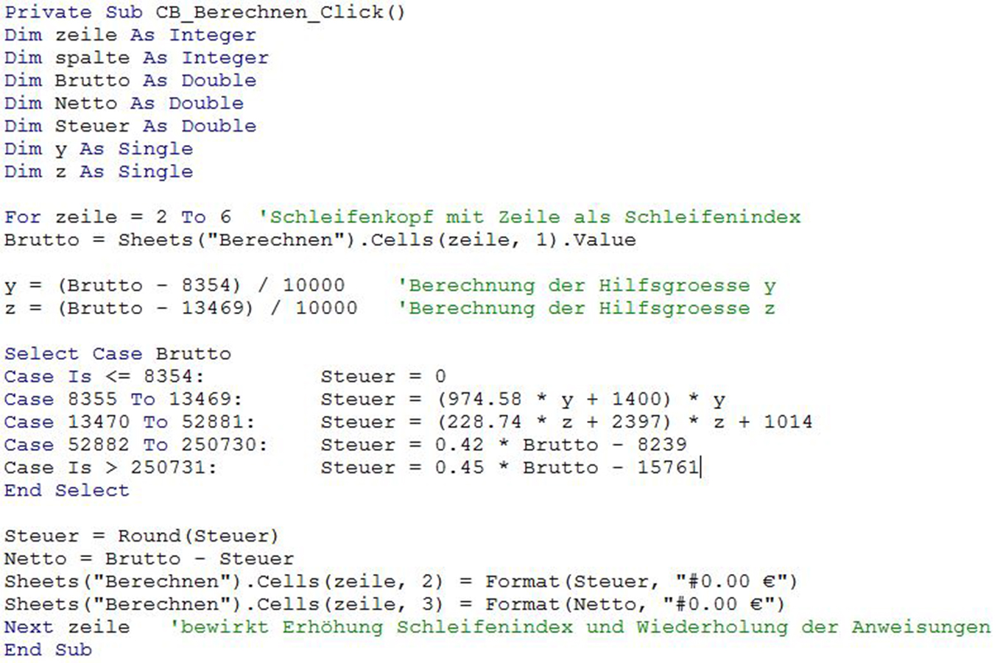 Private Sub CB_Berechnen_Click()
Dim zeile As Integer
Dim spalte As Integer
Dim Brutto As Double
Dim Netto As Double
Dim Steuer As Double
Dim y As Single
Dim z As Single
For zeile = 2 To 6 'Schleifenkopf mit Zeile als Schleifenindex
Brutto = Sheets("Berechnen").Cells(zeile, 1).Value
y = (Brutto - 8354) / 10000 'Berechnung der Hilfsgroesse y
z = (Brutto - 13469) / 10000 'Berechnung der Hilfsgroesse z
Select Case Brutto
Case Is <= 8354: Steuer = 0
Case 8355 To 13469: Steuer = (974.58 * y + 1400) * y
Case 13470 To 52881: Steuer = (228.74 * z + 2397) * z + 1014
Case 52882 To 250730: Steuer = 0.42 * Brutto - 8239
Case Is > 250731: Steuer = 0.45 * Brutto - 15761
End Select
Steuer = Round(Steuer)
Netto = Brutto - Steuer
Sheets("Berechnen").Cells(zeile, 2) = Format(Steuer, "#0.00 €")
Sheets("Berechnen").Cells(zeile, 3) = Format(Netto, "#0.00 €")
Next zeile 'bewirkt Erhöhung Schleifenindex und Wiederholung der Anweisungen
End Sub